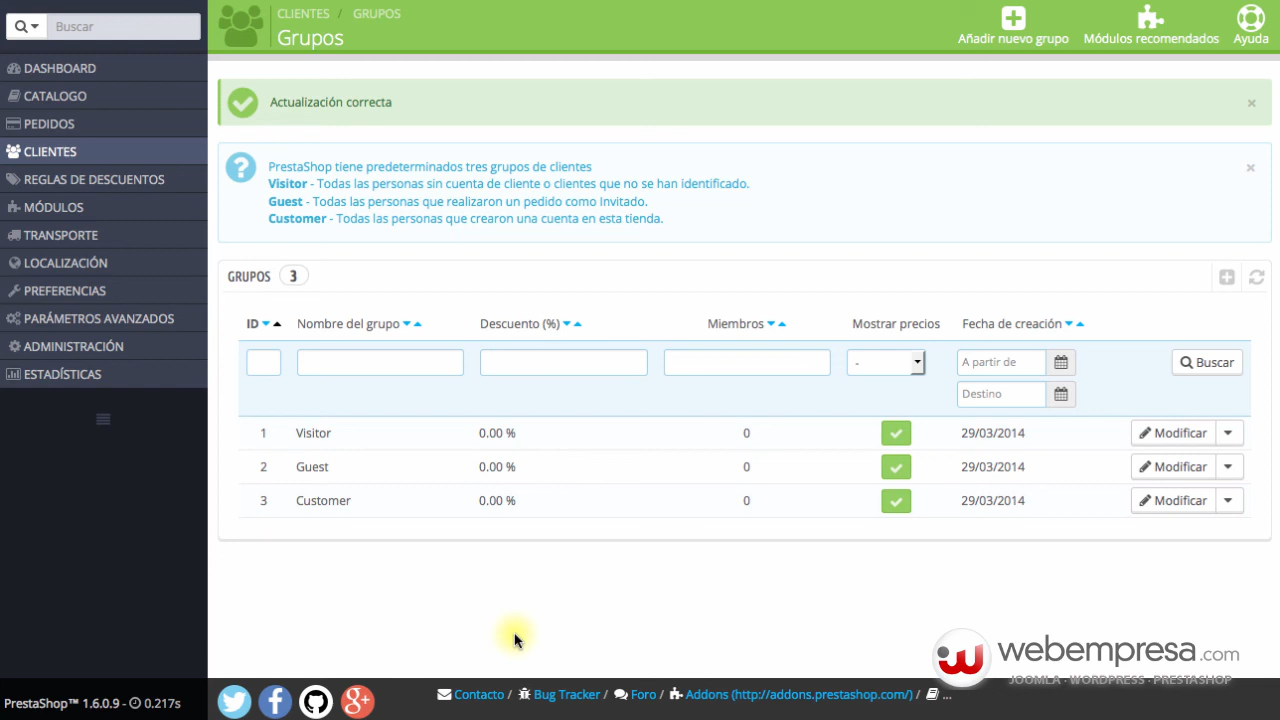 Buscar
DASHBOARD
CATALOGO
PEDIDOS
CLIENTES
REGLAS DE DESCUENTOS
MÓDULOS
TRANSPORTE
LOCALIZACIÓN
PREFERENCIAS
PARÁMETROS AVANZADOS
ADMINISTRACIÓN
ESTADÍSTICAS
PrestaShop™ 1.6.0.9 - 0.217s
CLIENTES / GRUPOS
Grupos
Añadir nuevo grupo
Módulos recomendados
Ayuda
Actualización correcta ×
PrestaShop tiene predeterminados tres grupos de clientes ×
Visitor - Todas las personas sin cuenta de cliente o clientes que no se han identificado.
Guest - Todas las personas que realizaron un pedido como Invitado.
Customer - Todas las personas que crearon una cuenta en esta tienda.
GRUPOS 3
ID Nombre del grupo Descuento (%) Miembros Mostrar precios Fecha de creación
- A partir de Buscar
Destino
1 Visitor 0.00 % 0 29/03/2014 Modificar
2 Guest 0.00 % 0 29/03/2014 Modificar
3 Customer 0.00 % 0 29/03/2014 Modificar
webempresa.com
JOOMLA · WORDPRESS · PRESTASHOP
Contacto / Bug Tracker / Foro / Addons (http://addons.prestashop.com/) / ...